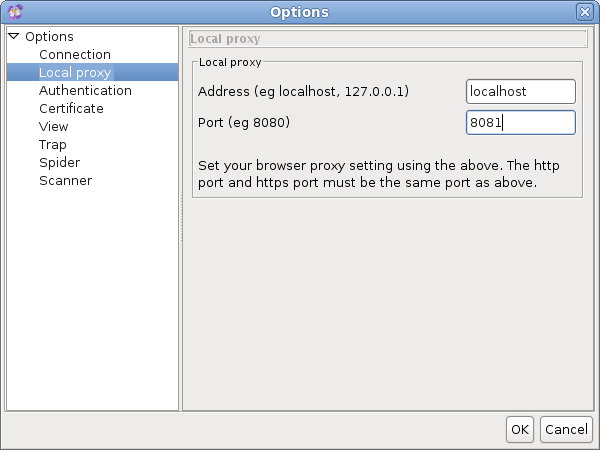 Options
Options
Connection
Local proxy
Authentication
Certificate
View
Trap
Spider
Scanner
Local proxy
Local proxy
Address (eg localhost, 127.0.0.1)
localhost
Port (eg 8080)
8081
Set your browser proxy setting using the above. The http
port and https port must be the same port as above.
OK
Cancel